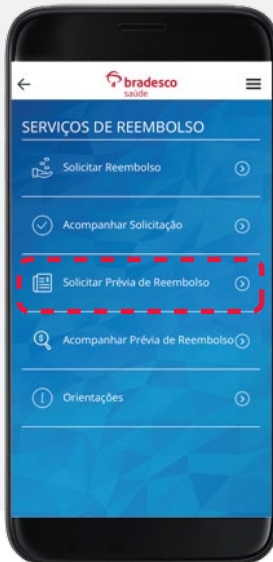 bradesco
saúde
SERVIÇOS DE REEMBOLSO
Solicitar Reembolso
Acompanhar Solicitação
Solicitar Prévia de Reembolso
Acompanhar Prévia de Reembolso
Orientações